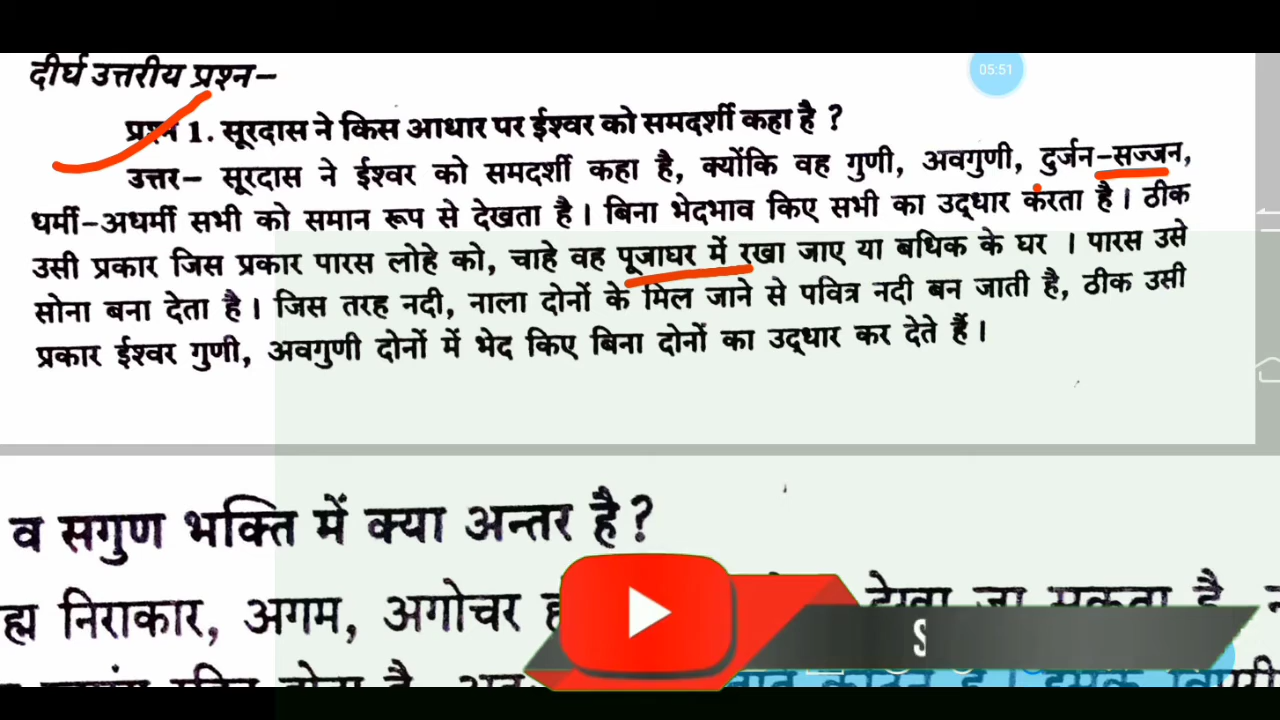 दीर्घ उत्तरीय प्रश्न–
05:51
प्रश्न 1. सूरदास ने किस आधार पर ईश्वर को समदर्शी कहा है ?
उत्तर– सूरदास ने ईश्वर को समदर्शी कहा है, क्योंकि वह गुणी, अवगुणी, दुर्जन–सज्जन,
धर्मी–अधर्मी सभी को समान रूप से देखता है। बिना भेदभाव किए सभी का उद्धार करता है। ठीक
उसी प्रकार जिस प्रकार पारस लोहे को, चाहे वह पूजाघर में रखा जाए या बधिक के घर । पारस उसे
सोना बना देता है। जिस तरह नदी, नाला दोनों के मिल जाने से पवित्र नदी बन जाती है, ठीक उसी
प्रकार ईश्वर गुणी, अवगुणी दोनों में भेद किए बिना दोनों का उद्धार कर देते हैं।
व सगुण भक्ति में क्या अन्तर है?
निराकार, अगम, अगोचर देखा जा सकता है
S